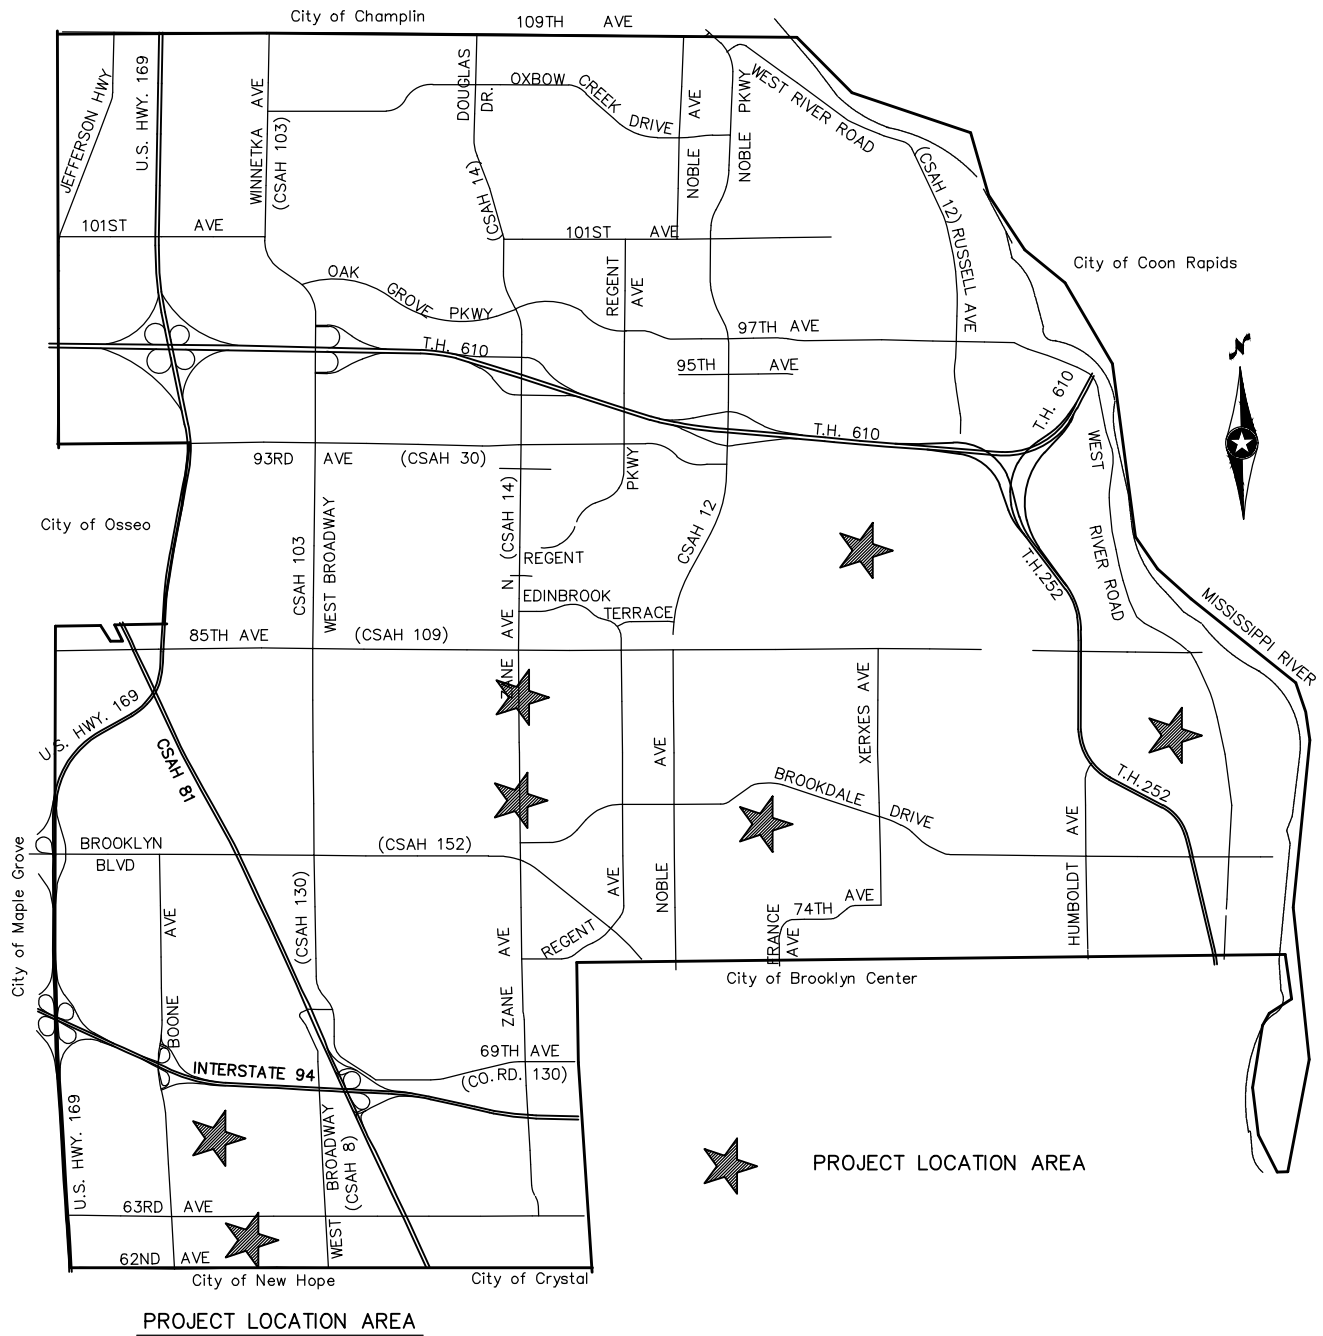 City of Champlin
109TH AVE
JEFFERSON HWY
U.S. HWY. 169
WINNETKA AVE
(CSAH 103)
DOUGLAS
DR.
(CSAH 14)
OXBOW CREEK DRIVE
NOBLE AVE
NOBLE PKWY
WEST RIVER ROAD
(CSAH 12) RUSSELL AVE
101ST AVE
101ST AVE
City of Coon Rapids
OAK GROVE PKWY
REGENT AVE
97TH AVE
T.H. 610
95TH AVE
T.H. 610
T.H. 610
N
93RD AVE (CSAH 30)
PKWY
WEST RIVER ROAD
City of Osseo
CSAH 103
WEST BROADWAY
(CSAH 14)
REGENT
CSAH 12
T.H.252
EDINBROOK TERRACE
MISSISSIPPI RIVER
85TH AVE (CSAH 109)
ZANE AVE N
U.S. HWY. 169
CSAH 81
AVE
XERXES AVE
BROOKDALE DRIVE
T.H.252
City of Maple Grove
BROOKLYN
BLVD
(CSAH 152)
(CSAH 130)
AVE
NOBLE
HUMBOLDT AVE
74TH AVE
FRANCE
AVE
REGENT
BOONE AVE
ZANE AVE
City of Brooklyn Center
69TH AVE
(CO.RD. 130)
INTERSTATE 94
U.S. HWY. 169
WEST BROADWAY
(CSAH 8)
PROJECT LOCATION AREA
63RD AVE
62ND AVE
City of New Hope
City of Crystal
PROJECT LOCATION AREA